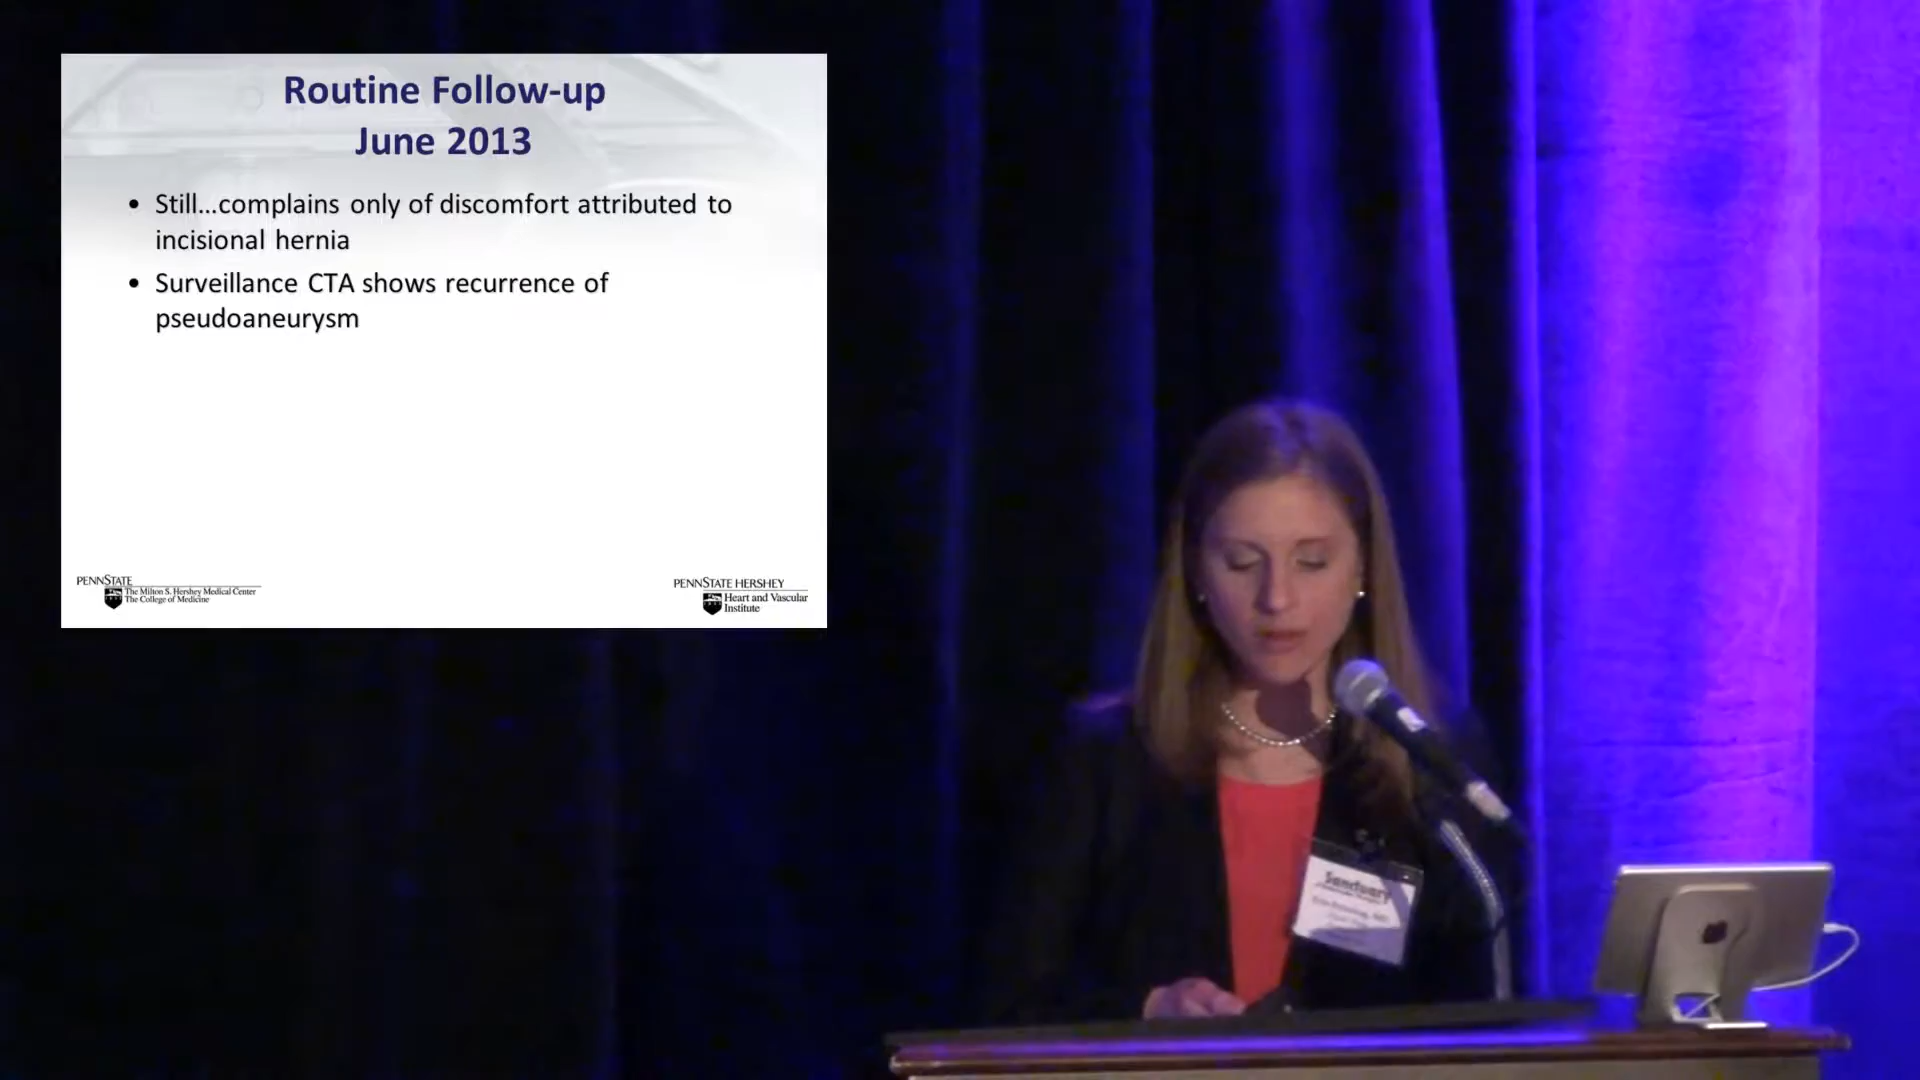 Routine Follow-up
June 2013
• Still...complains only of discomfort attributed to
incisional hernia
• Surveillance CTA shows recurrence of
pseudoaneurysm
PENNSTATE
The Milton S. Hershey Medical Center
The College of Medicine
PENNSTATE HERSHEY
Heart and Vascular
Institute
Sanctuary